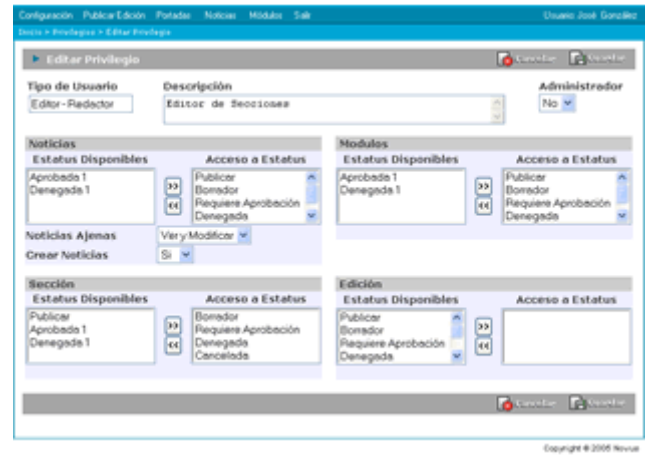 Configuración Publicar Edición Portadas Noticias Módulos Salir Usuario: José González
Inicio > Privilegios > Editar Privilegio
Editar Privilegio Cancelar Guardar
Tipo de Usuario Descripción Administrador
Editor-Redactor Editor de Secciones No
Noticias Modulos
Estatus Disponibles Acceso a Estatus Estatus Disponibles Acceso a Estatus
Aprobada 1 Publicar Aprobada 1 Publicar
Denegada 1 >> Borrador Denegada 1 >> Borrador
<< Requiere Aprobación << Requiere Aprobación
Denegada Denegada
Noticias Ajenas Ver y Modificar
Crear Noticias Si
Sección Edición
Estatus Disponibles Acceso a Estatus Estatus Disponibles Acceso a Estatus
Publicar Borrador Publicar
Aprobada 1 >> Requiere Aprobación Borrador >>
Denegada 1 << Denegada Requiere Aprobación <<
Cancelada Denegada
Cancelar Guardar
Copyright © 2005 Novus